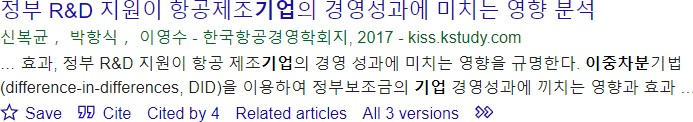 정부 R&D 지원이 항공제조기업의 경영성과에 미치는 영향 분석
신복균 , 박항식 , 이영수 - 한국항공경영학회지, 2017 - kiss.kstudy.com
... 효과, 정부 R&D 지원이 항공 제조기업의 경영 성과에 미치는 영향을 규명한다. 이중차분기법
(difference-in-differences, DID)을 이용하여 정부보조금의 기업 경영성과에 끼치는 영향과 효과 ...
Save Cite Cited by 4 Related articles All 3 versions